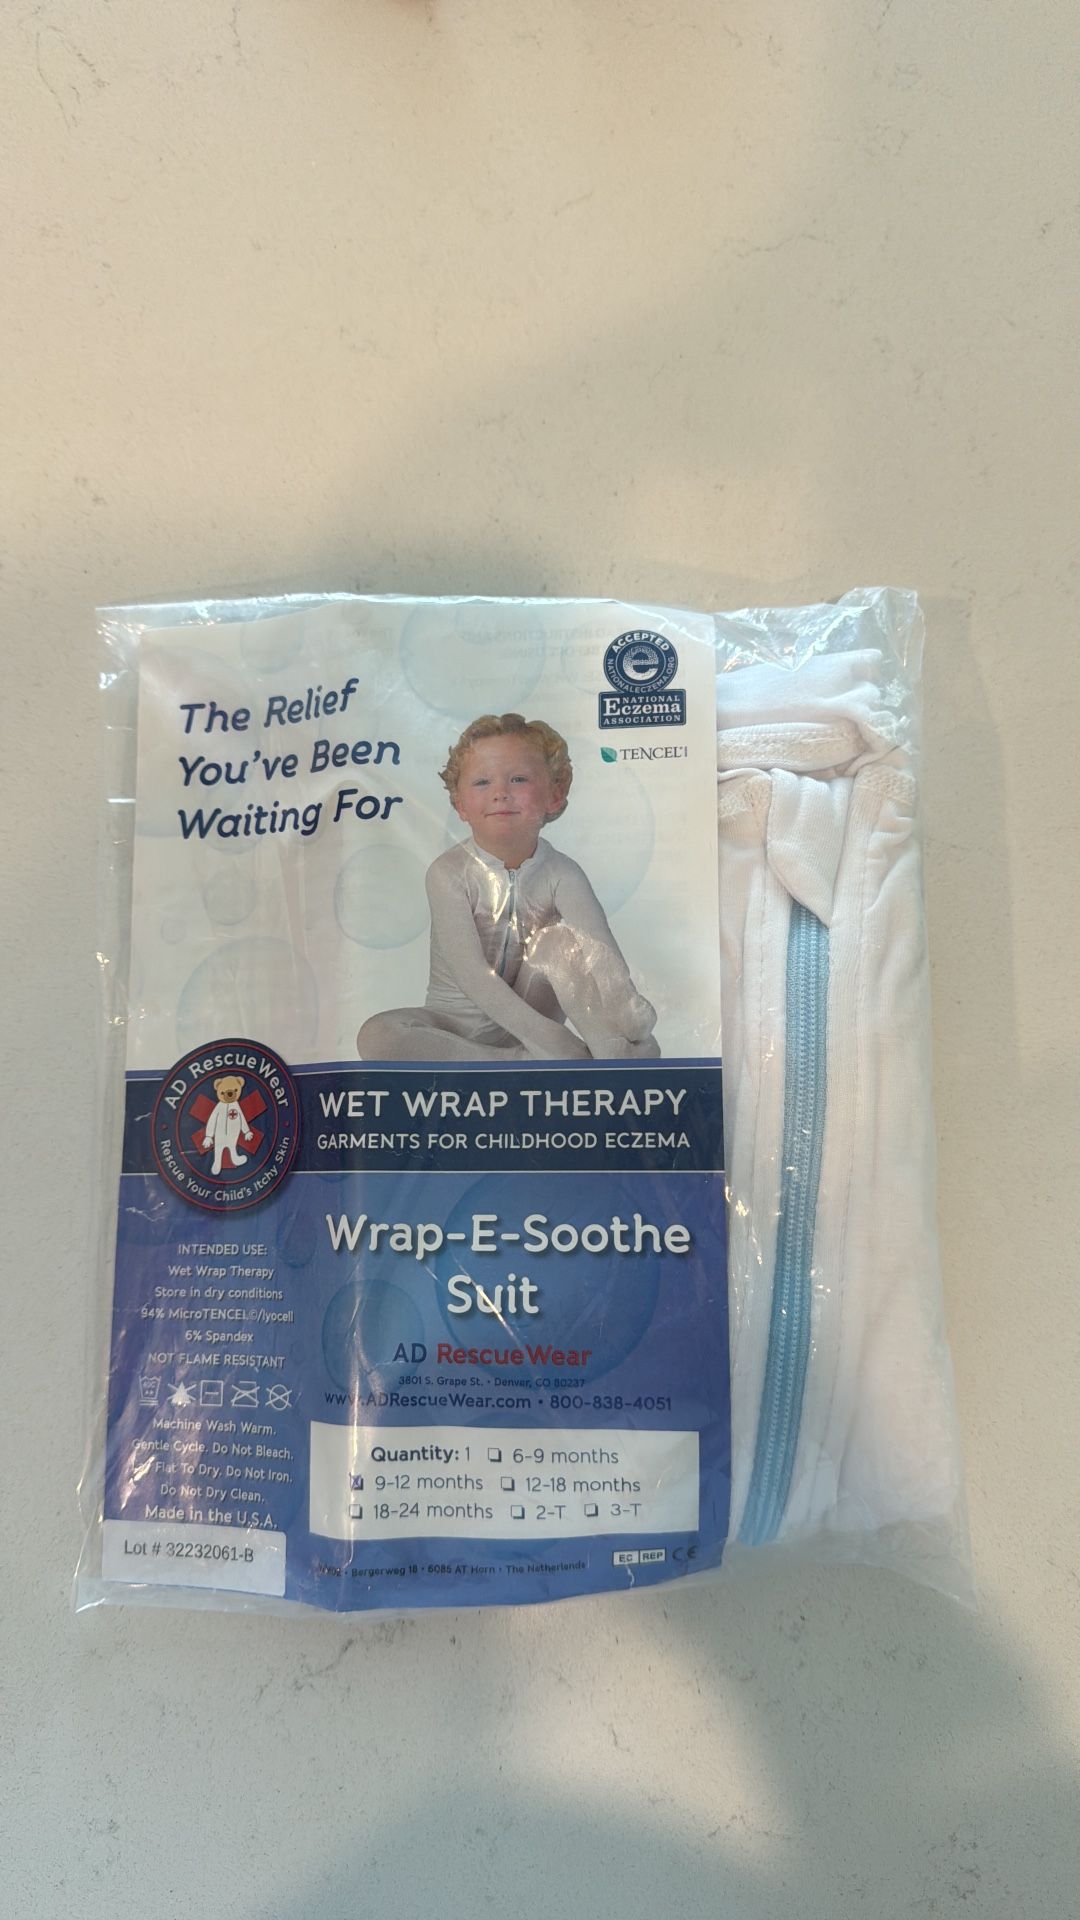 The Relief
You've Been
Waiting For
ACCEPTED
NATIONALECZEMA.ORG
NATIONAL
Eczema
ASSOCIATION
TENCEL
AD RescueWear
Rescue Your Child's Itchy Skin
WET WRAP THERAPY
GARMENTS FOR CHILDHOOD ECZEMA
Wrap-E-Soothe
Suit
AD RescueWear
3801 S. Grape St. • Denver, CO 80237
www.ADRescueWear.com • 800-838-4051
INTENDED USE:
Wet Wrap Therapy
Store in dry conditions
94% MicroTENCEL©/lyocell
6% Spandex
NOT FLAME RESISTANT
Machine Wash Warm.
Gentle Cycle. Do Not Bleach.
Flat To Dry. Do Not Iron.
Do Not Dry Clean.
Made in the U.S.A.
Lot # 32232061-B
Quantity: 1 6-9 months
9-12 months 12-18 months
18-24 months 2-T 3-T
Bergerweg 18 • 6085 AT Horn • The Netherlands
EC REP CE